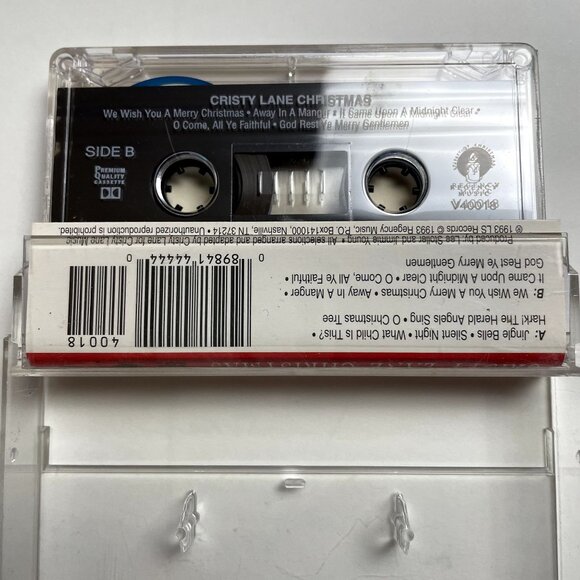 CRISTY LANE CHRISTMAS
We Wish You A Merry Christmas • Away In A Manger • It Came Upon A Midnight Clear •
O Come, All Ye Faithful • God Rest Ye Merry Gentlemen
SIDE B
PREMIUM
QUALITY
CASSETTE
REGENCY
MUSIC
V40018
A: Jingle Bells • Silent Night • What Child Is This? •
Hark! The Herald Angels Sing • O Christmas Tree
B: We Wish You A Merry Christmas • Away In A Manger •
It Came Upon A Midnight Clear • O Come, All Ye Faithful
God Rest Ye Merry Gentlemen
Produced by Lee Stoller and Jimmie Young • All selections arranged and adapted by Cristy Lane for Cristy Lane Music
℗ 1993 LS Records © 1993 Regency Music, P.O. Box 141000, Nashville, TN 37214 • Unauthorized reproduction is prohibited.
40018
0 89841 44444 0